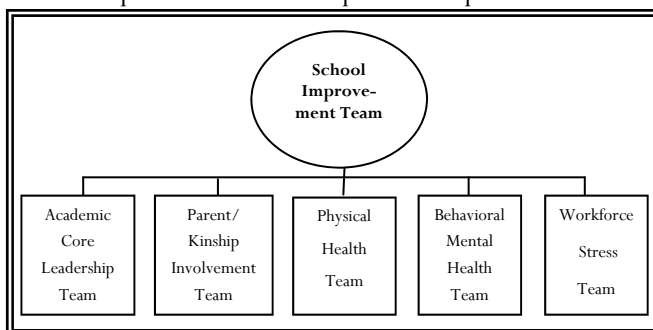 School
Improve-
ment Team
Academic
Core
Leadership
Team
Parent/
Kinship
Involvement
Team
Physical
Health
Team
Behavioral
Mental
Health
Team
Workforce
Stress
Team